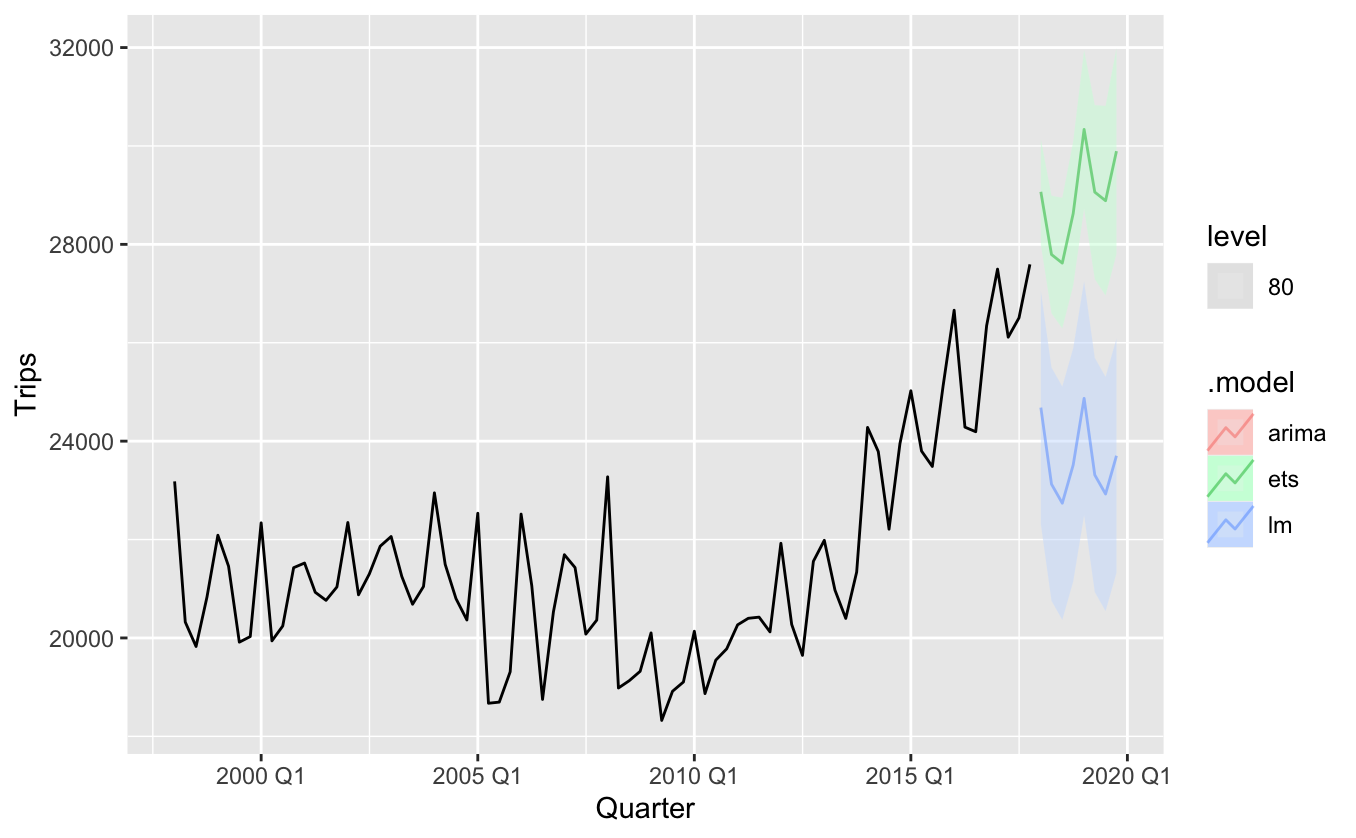 32000
28000
24000
20000
Trips
2000 Q1
2005 Q1
2010 Q1
2015 Q1
2020 Q1
Quarter
level
80
.model
arima
ets
lm